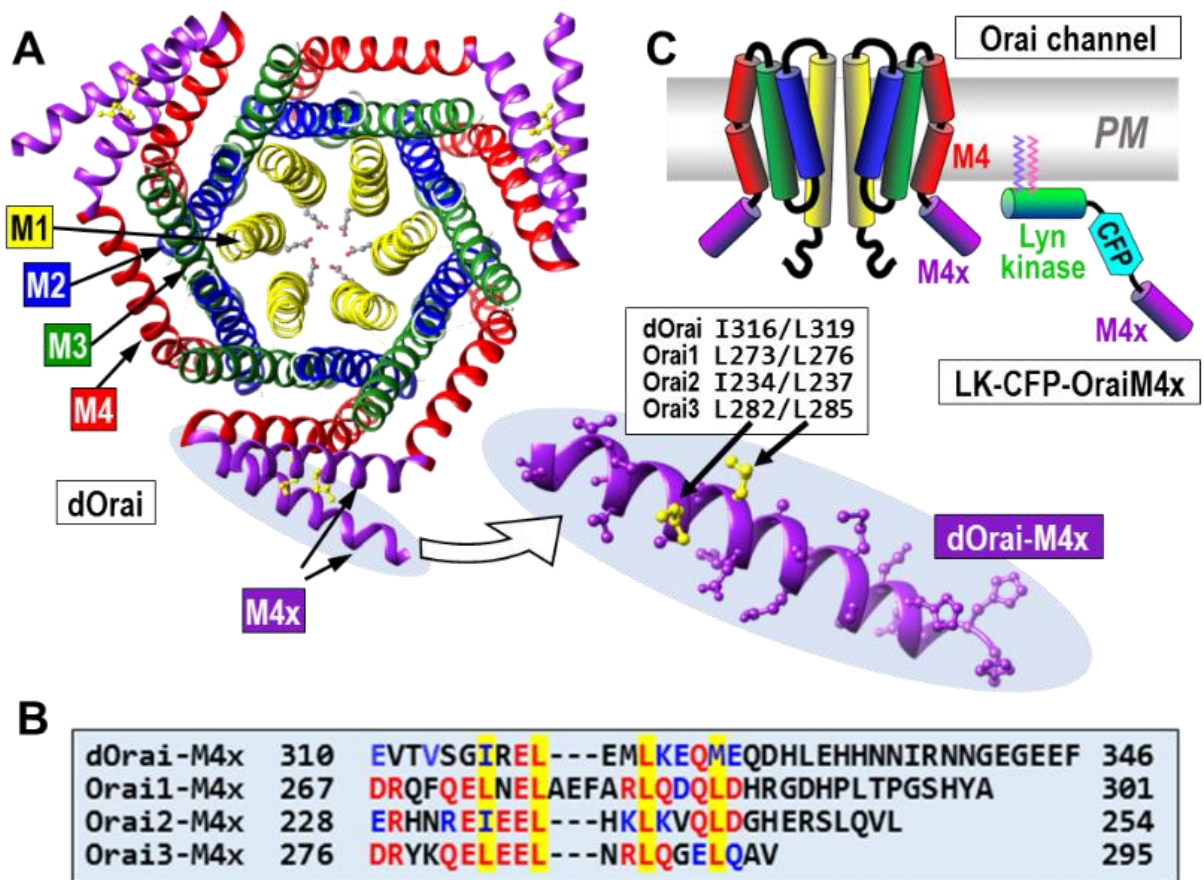 A
M1
M2
M3
M4
dOrai
M4x
C
Orai channel
PM
M4
M4x
Lyn
kinase
CFP
M4x
LK-CFP-OraiM4x
dOrai I316/L319
Orai1 L273/L276
Orai2 I234/L237
Orai3 L282/L285
dOrai-M4x
B
dOrai-M4x 310 EVTVSGIREL---EMLKEQMEQDHLEHHNNIRNNGEGEEF 346
Orai1-M4x 267 DRQFQELNELAEFARLQDQLDHRGDHPLTPGSHYA 301
Orai2-M4x 228 ERHNREIEEL---HKLKVQLDGHERSLQVL 254
Orai3-M4x 276 DRYKQELEEL---NRLQGELQAV 295